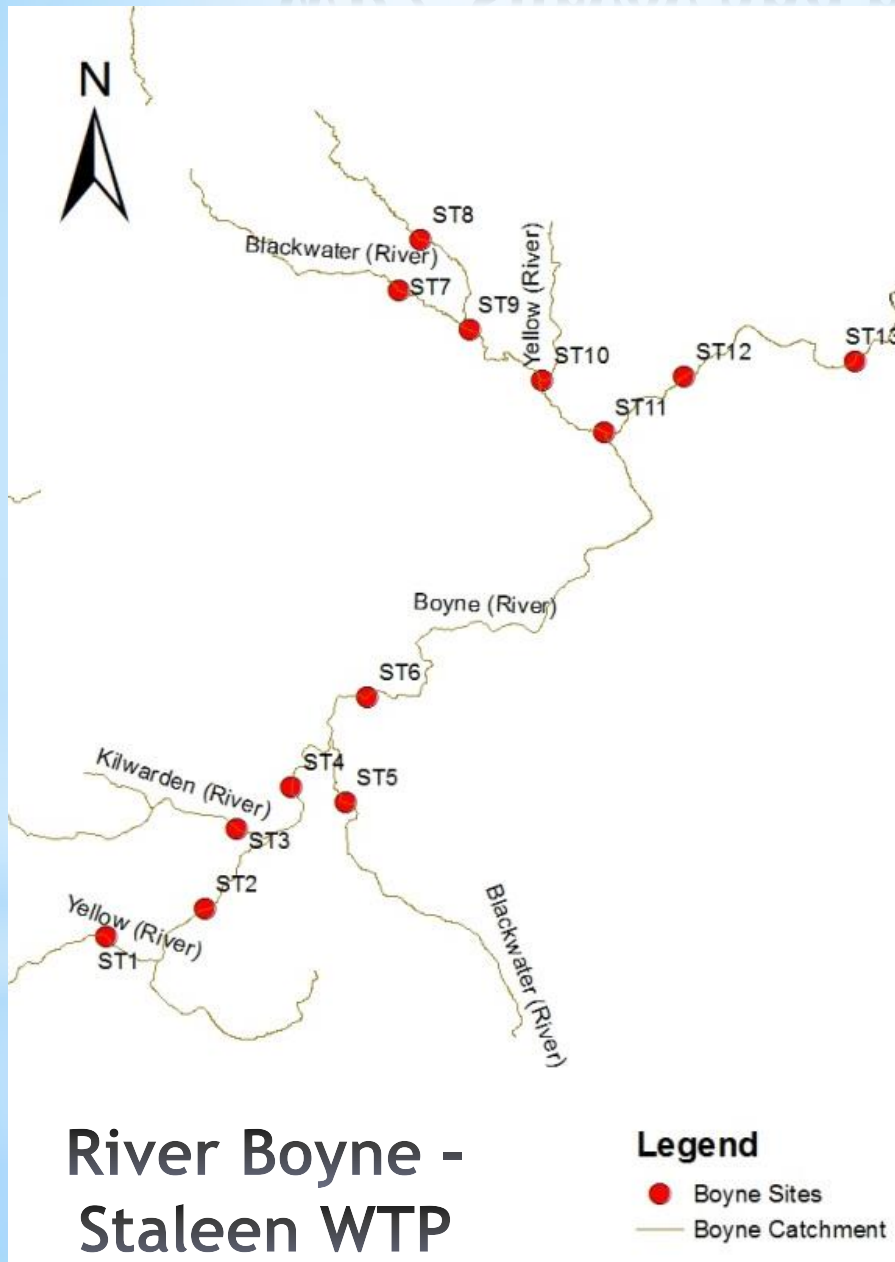 N
ST8
Blackwater (River)
ST7
Yellow (River)
ST9
ST10
ST12
ST13
ST11
Boyne (River)
ST6
Kilwarden (River)
ST4
ST5
ST3
ST2
Yellow (River)
ST1
Blackwater (River)
River Boyne -
Staleen WTP
Legend
Boyne Sites
Boyne Catchment